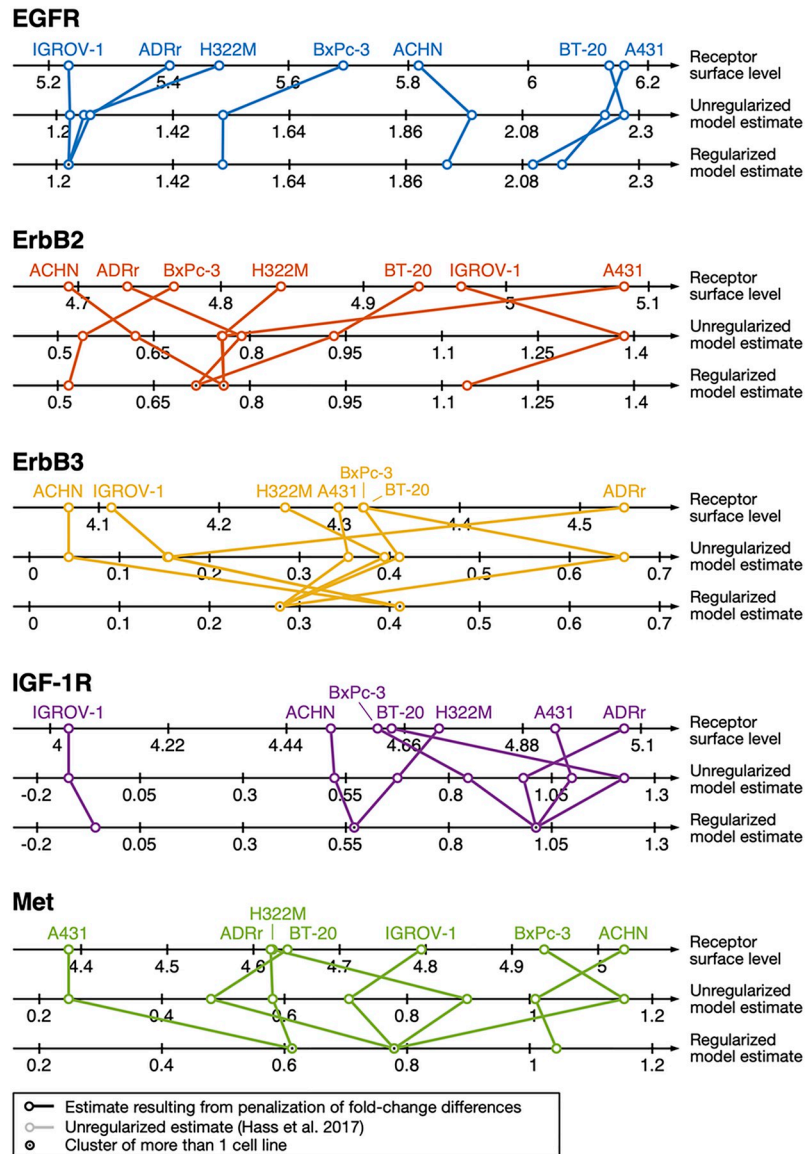 EGFR
IGROV-1 ADRr H322M BxPc-3 ACHN BT-20 A431
5.2 5.4 5.6 5.8 6 6.2 Receptor surface level
1.2 1.42 1.64 1.86 2.08 2.3 Unregularized model estimate
1.2 1.42 1.64 1.86 2.08 2.3 Regularized model estimate
ErbB2
ACHN ADRr BxPc-3 H322M BT-20 IGROV-1 A431
4.7 4.8 4.9 5 5.1 Receptor surface level
0.5 0.65 0.8 0.95 1.1 1.25 1.4 Unregularized model estimate
0.5 0.65 0.8 0.95 1.1 1.25 1.4 Regularized model estimate
ErbB3
BxPc-3
ACHN IGROV-1 H322M A431 BT-20 ADRr
4.1 4.2 4.3 4.4 4.5 Receptor surface level
0 0.1 0.2 0.3 0.4 0.5 0.6 0.7 Unregularized model estimate
0 0.1 0.2 0.3 0.4 0.5 0.6 0.7 Regularized model estimate
IGF-1R
BxPc-3
IGROV-1 ACHN BT-20 H322M A431 ADRr
4 4.22 4.44 4.66 4.88 5.1 Receptor surface level
-0.2 0.05 0.3 0.55 0.8 1.05 1.3 Unregularized model estimate
-0.2 0.05 0.3 0.55 0.8 1.05 1.3 Regularized model estimate
Met
H322M
A431 ADRr BT-20 IGROV-1 BxPc-3 ACHN
4.4 4.5 4.6 4.7 4.8 4.9 5 Receptor surface level
0.2 0.4 0.6 0.8 1 1.2 Unregularized model estimate
0.2 0.4 0.6 0.8 1 1.2 Regularized model estimate
Estimate resulting from penalization of fold-change differences
Unregularized estimate (Hass et al. 2017)
Cluster of more than 1 cell line